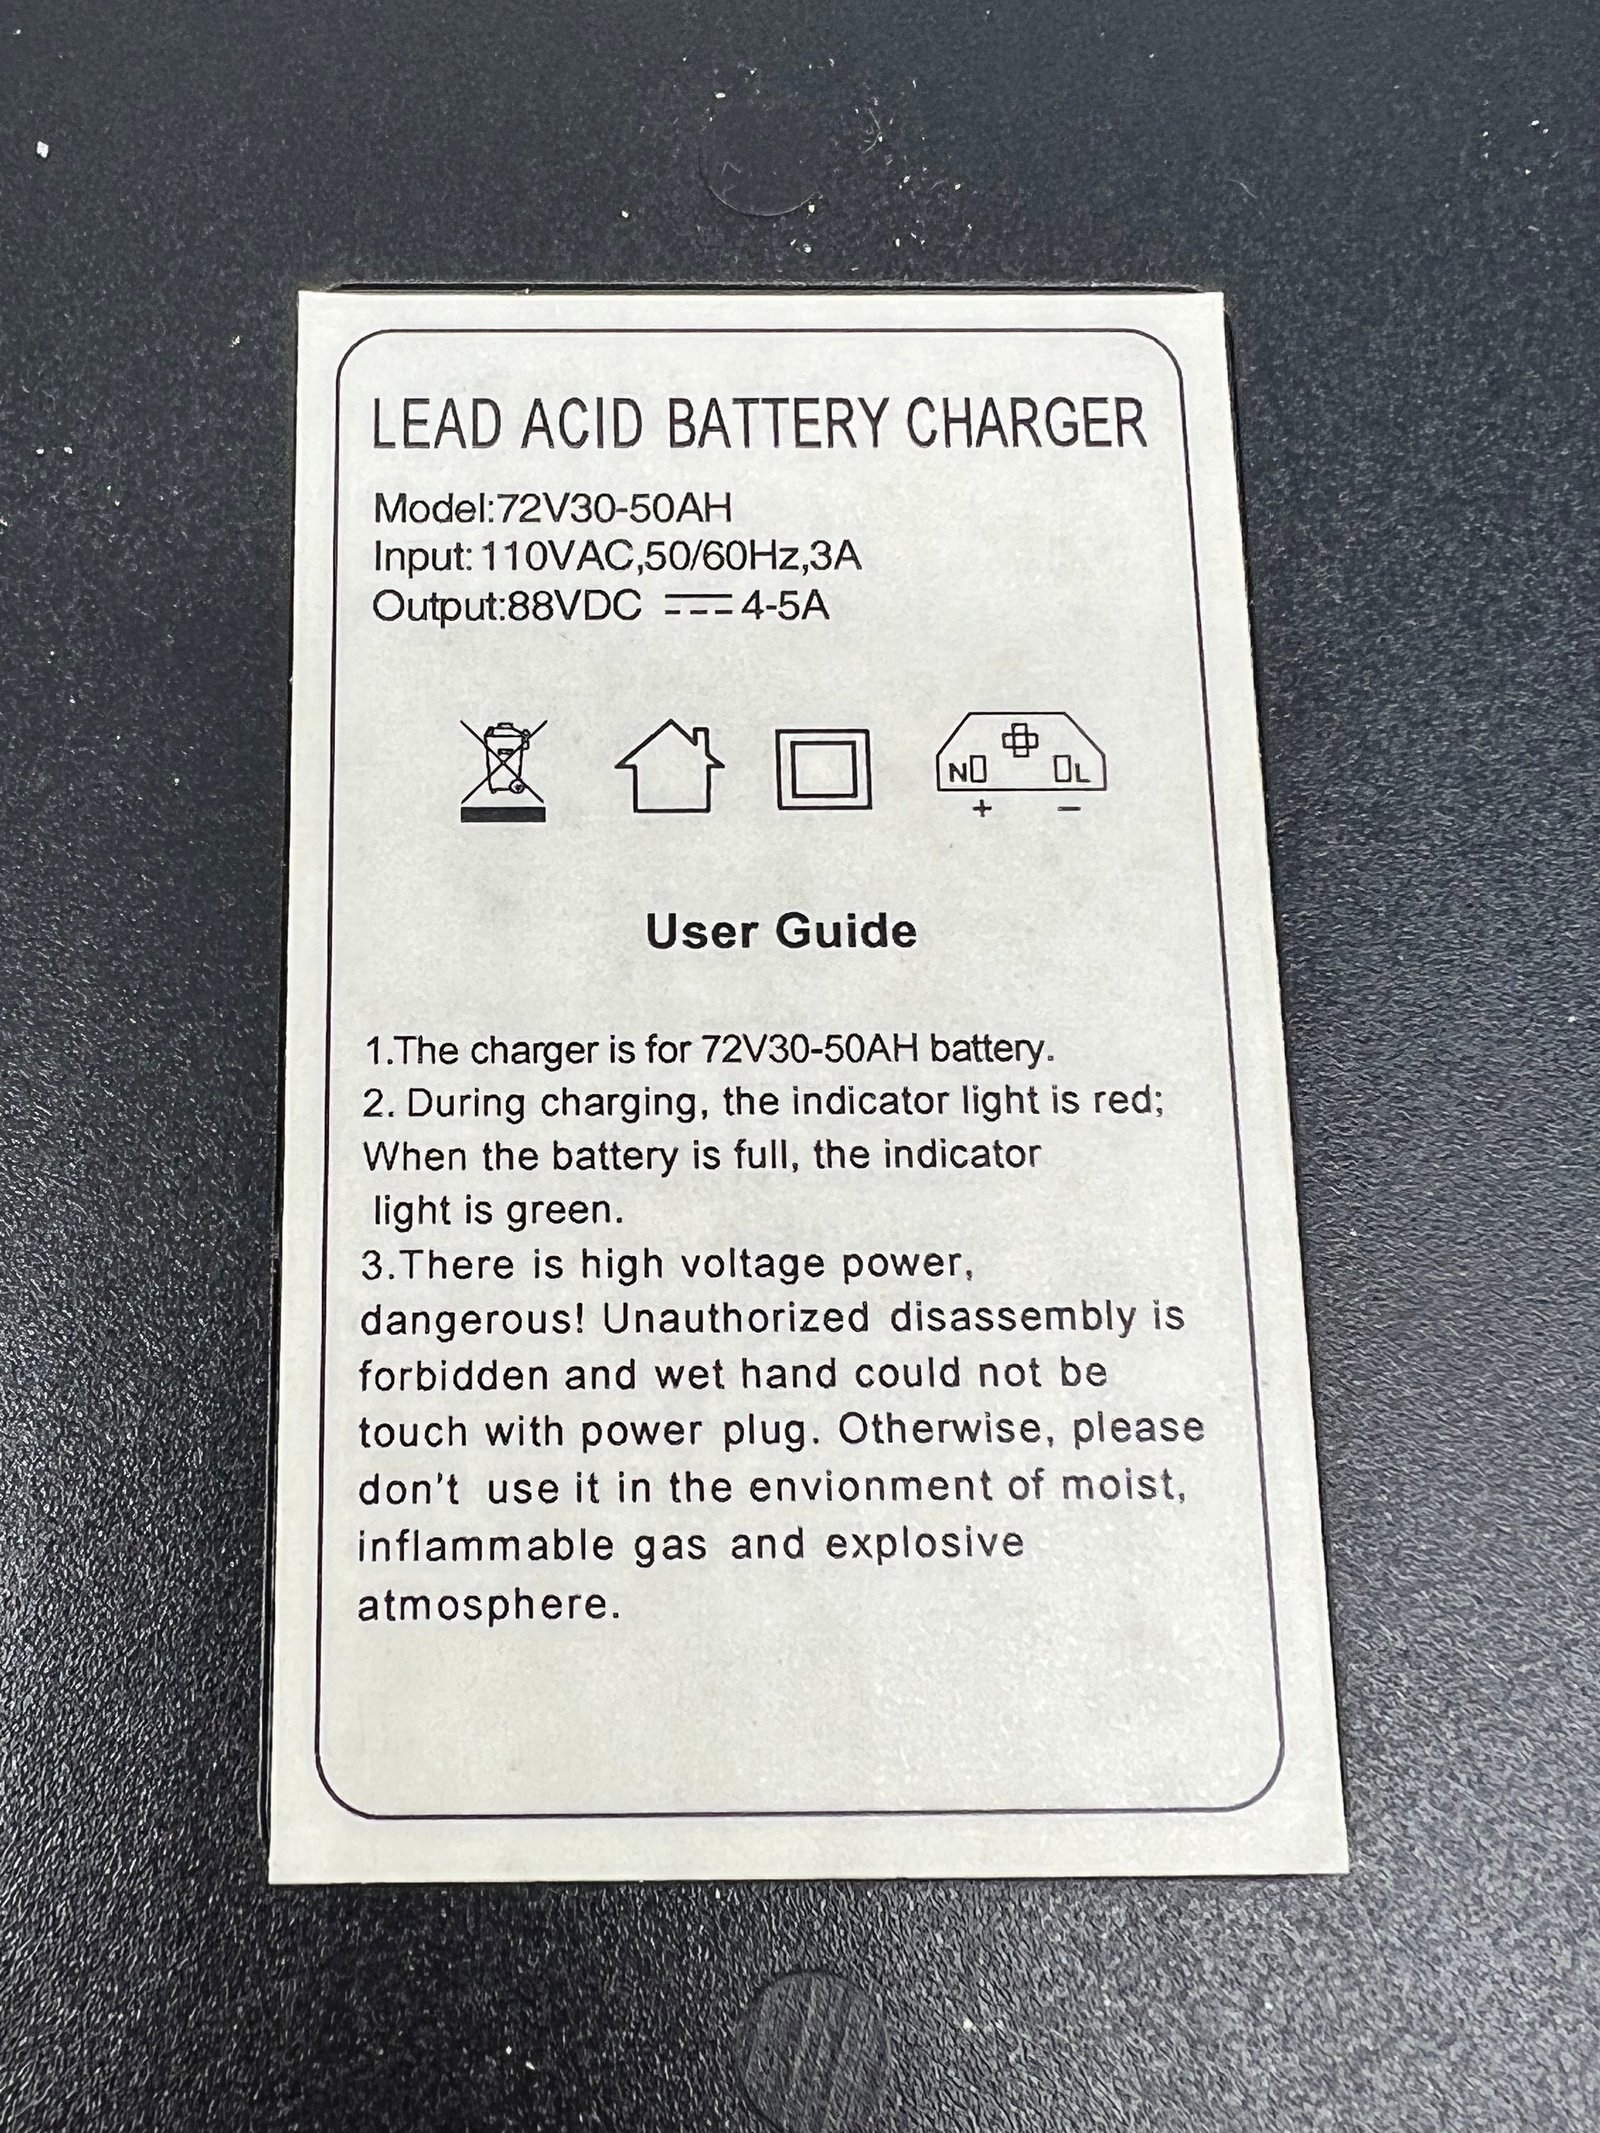 LEAD ACID BATTERY CHARGER
Model:72V30-50AH
Input: 110VAC,50/60Hz,3A
Output:88VDC ⎓ 4-5A
N L
+ −
User Guide
1.The charger is for 72V30-50AH battery.
2. During charging, the indicator light is red;
When the battery is full, the indicator
light is green.
3.There is high voltage power,
dangerous! Unauthorized disassembly is
forbidden and wet hand could not be
touch with power plug. Otherwise, please
don't use it in the envionment of moist,
inflammable gas and explosive
atmosphere.